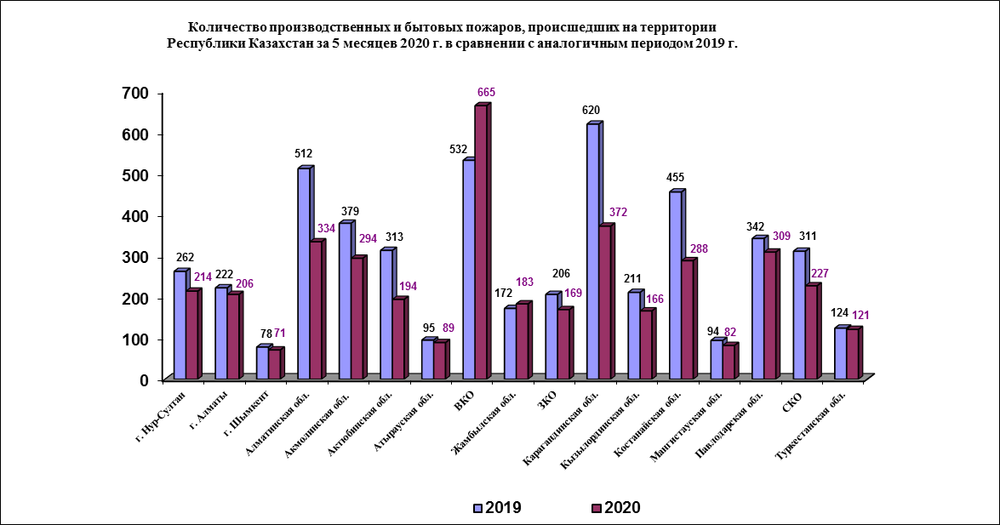 Количество производственных и бытовых пожаров, происшедших на территории
Республики Казахстан за 5 месяцев 2020 г. в сравнении с аналогичным периодом 2019 г.
700
600
500
400
300
200
100
0
262
214
222
206
78
71
512
334
379
294
313
194
95
89
532
665
172
183
206
169
620
372
211
166
455
288
94
82
342
309
311
227
124
121
г. Нур-Султан
г. Алматы
г. Шымкент
Алматинская обл.
Акмолинская обл.
Актюбинская обл.
Атырауская обл.
ВКО
Жамбылская обл.
ЗКО
Карагандинская обл.
Кызылординская обл.
Костанайская обл.
Мангистауская обл.
Павлодарская обл.
СКО
Туркестанская обл.
2019
2020